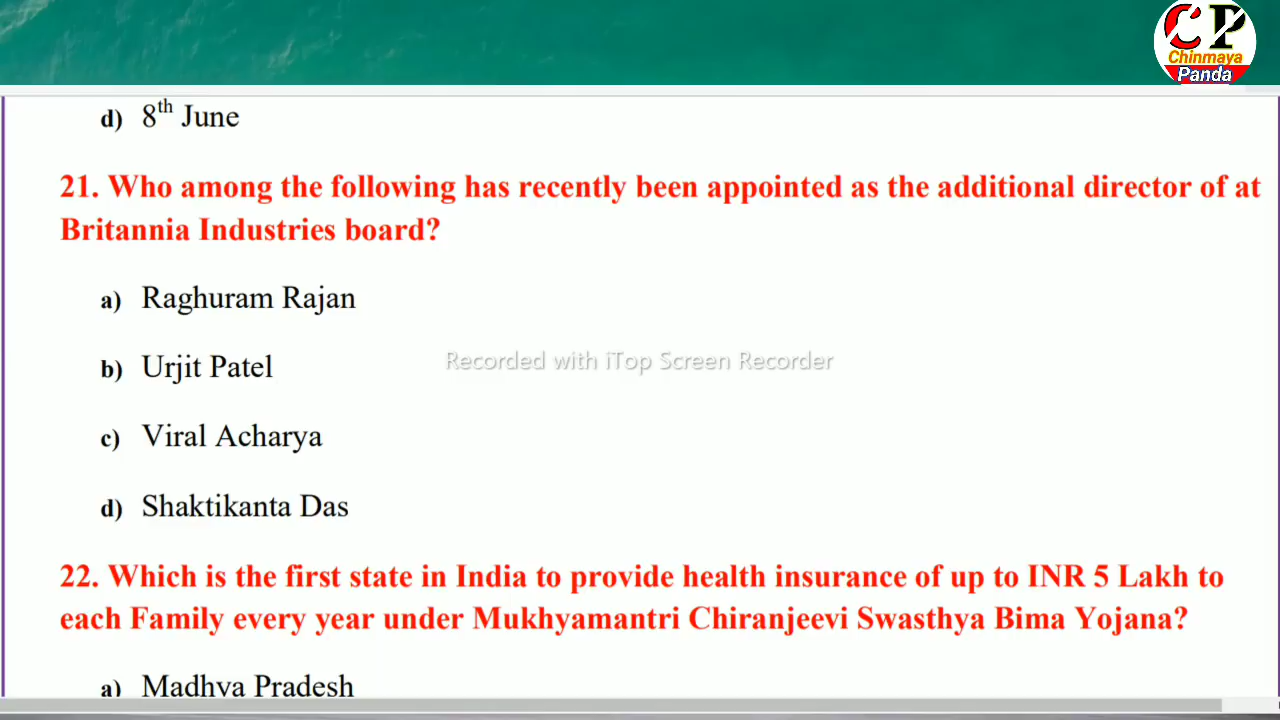 CP
Chinmaya
Panda
d) 8th June
21. Who among the following has recently been appointed as the additional director of at
Britannia Industries board?
a) Raghuram Rajan
b) Urjit Patel
Recorded with iTop Screen Recorder
c) Viral Acharya
d) Shaktikanta Das
22. Which is the first state in India to provide health insurance of up to INR 5 Lakh to
each Family every year under Mukhyamantri Chiranjeevi Swasthya Bima Yojana?
a) Madhya Pradesh